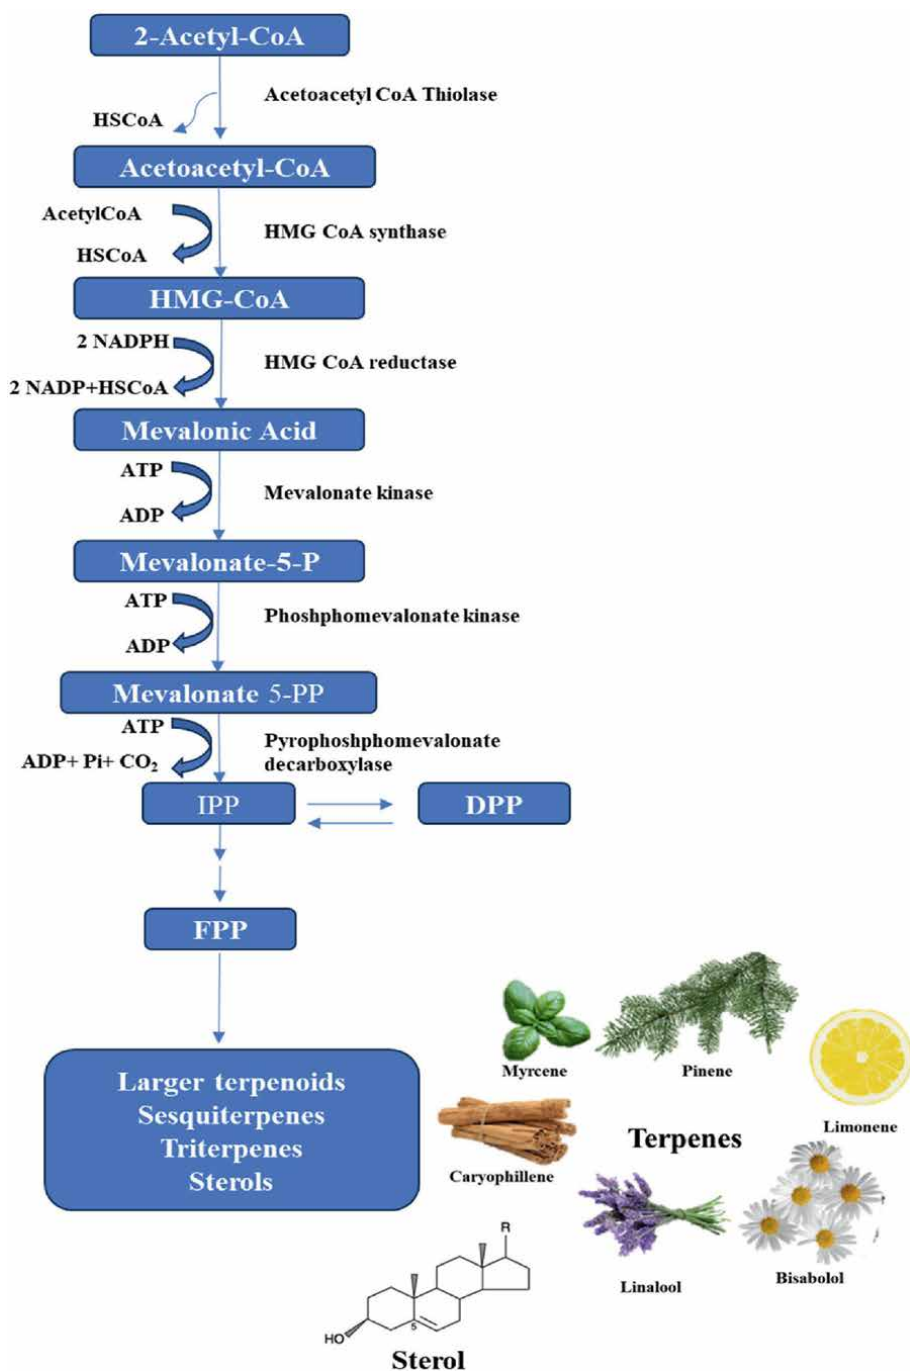 2-Acetyl-CoA
Acetoacetyl CoA Thiolase
HSCoA
Acetoacetyl-CoA
AcetylCoA
HMG CoA synthase
HSCoA
HMG-CoA
2 NADPH
HMG CoA reductase
2 NADP+HSCoA
Mevalonic Acid
ATP
Mevalonate kinase
ADP
Mevalonate-5-P
ATP
Phoshphomevalonate kinase
ADP
Mevalonate 5-PP
ATP
Pyrophoshphomevalonate
decarboxylase
ADP+ Pi+ CO₂
IPP
DPP
FPP
Larger terpenoids
Sesquiterpenes
Triterpenes
Sterols
Myrcene
Pinene
Limonene
Caryophillene
Terpenes
Linalool
Bisabolol
R
5
HO
Sterol